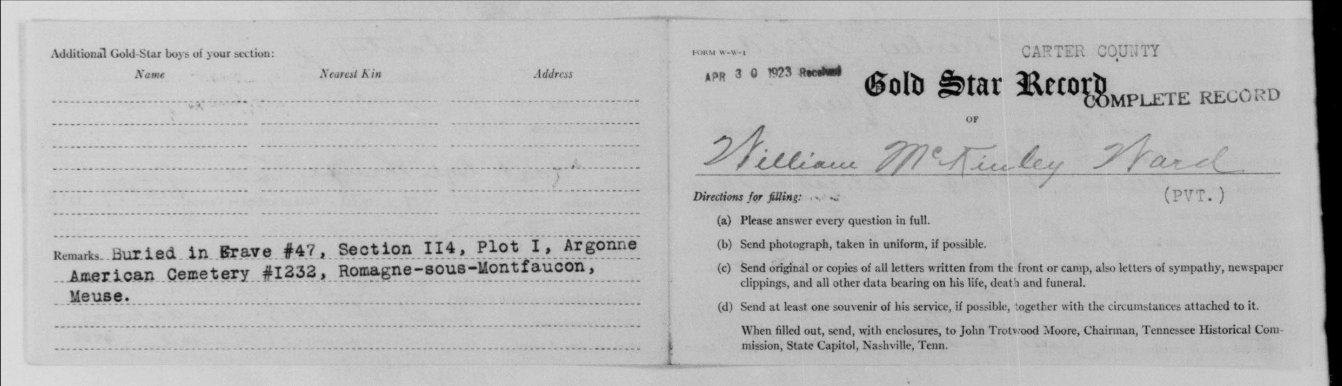 Additional Gold-Star boys of your section:
Name Nearest Kin Address
Remarks. Buried in Grave #47, Section II4, Plot I, Argonne
American Cemetery #I232, Romagne-sous-Montfaucon,
Meuse.
FORM W-W-1
CARTER COUNTY
APR 30 1923 Received
Gold Star Record
COMPLETE RECORD
OF
William McKinley Ward
(PVT.)
Directions for filling:
(a) Please answer every question in full.
(b) Send photograph, taken in uniform, if possible.
(c) Send original or copies of all letters written from the front or camp, also letters of sympathy, newspaper
clippings, and all other data bearing on his life, death and funeral.
(d) Send at least one souvenir of his service, if possible, together with the circumstances attached to it.
When filled out, send, with enclosures, to John Trotwood Moore, Chairman, Tennessee Historical Com-
mission, State Capitol, Nashville, Tenn.